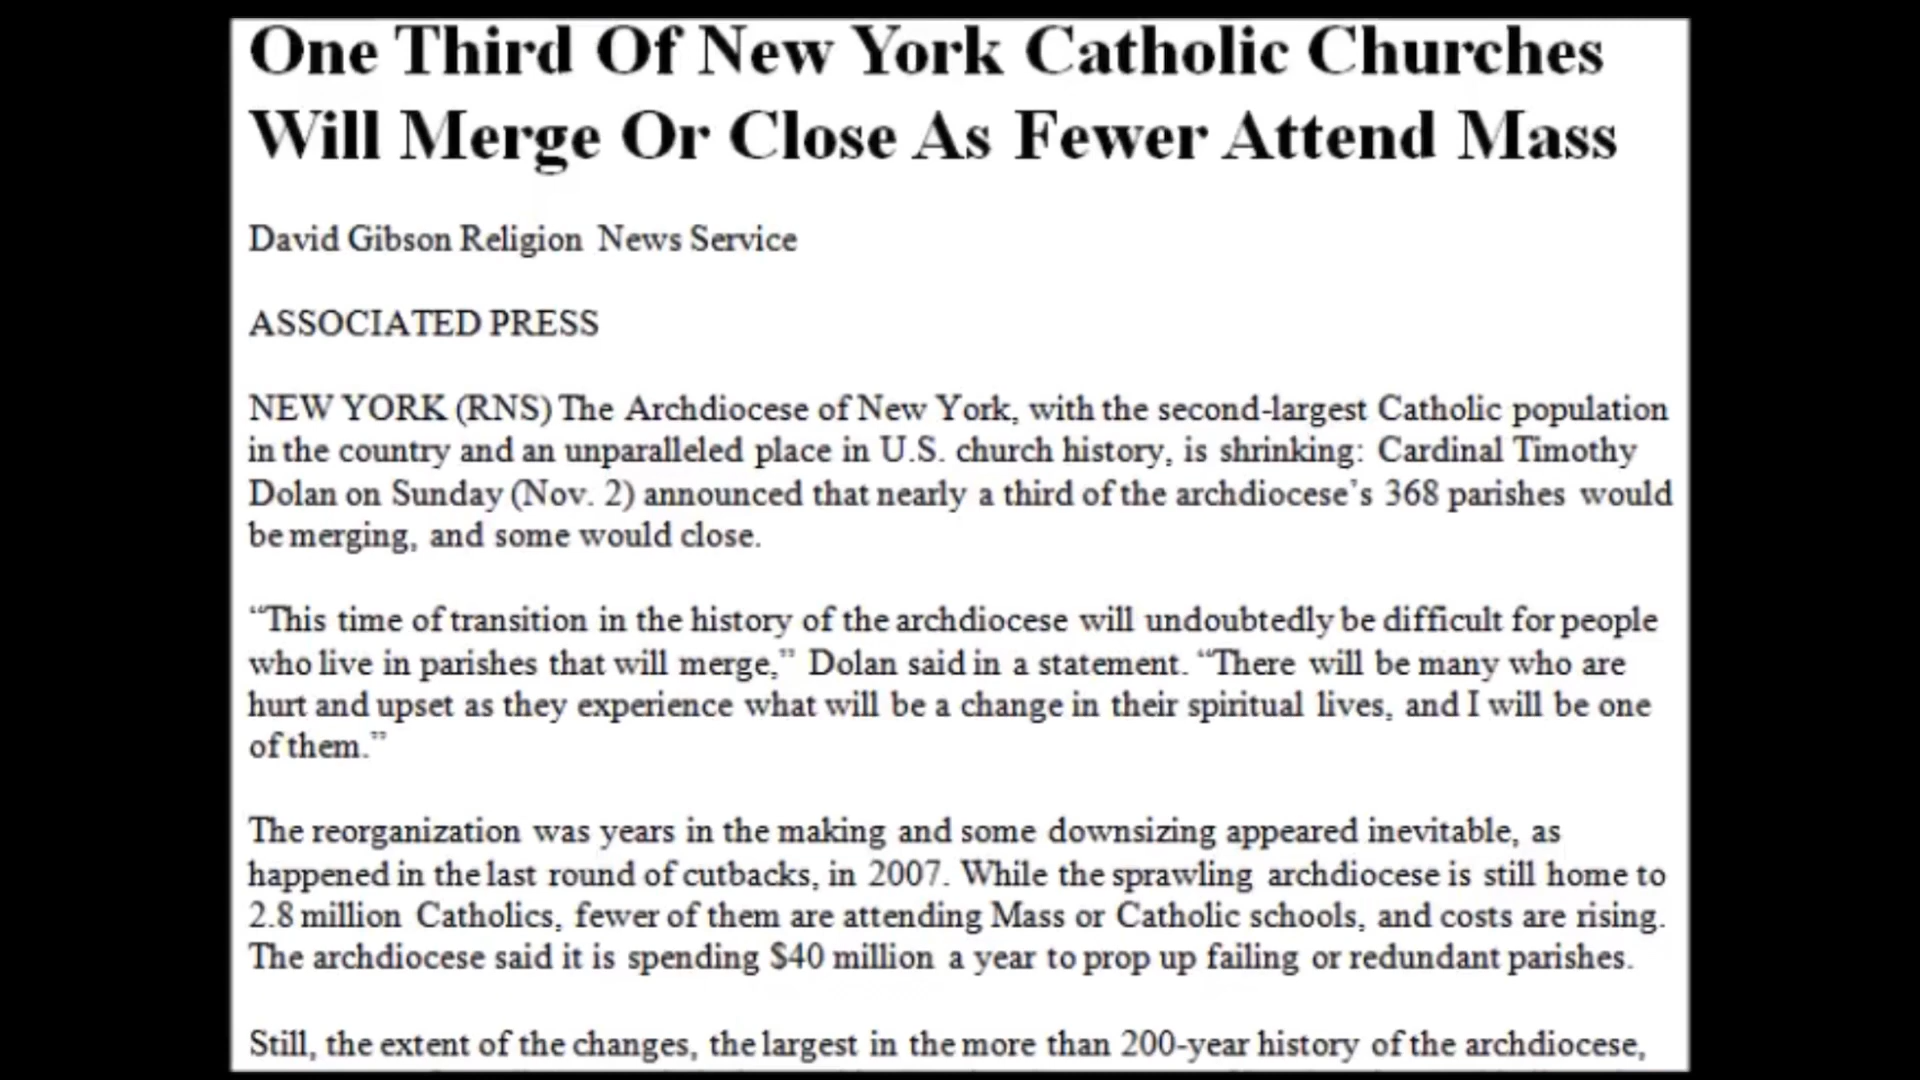 One Third Of New York Catholic Churches
Will Merge Or Close As Fewer Attend Mass
David Gibson Religion News Service
ASSOCIATED PRESS
NEW YORK (RNS) The Archdiocese of New York, with the second-largest Catholic population
in the country and an unparalleled place in U.S. church history, is shrinking: Cardinal Timothy
Dolan on Sunday (Nov. 2) announced that nearly a third of the archdiocese’s 368 parishes would
be merging, and some would close.
“This time of transition in the history of the archdiocese will undoubtedly be difficult for people
who live in parishes that will merge,” Dolan said in a statement. “There will be many who are
hurt and upset as they experience what will be a change in their spiritual lives, and I will be one
of them.”
The reorganization was years in the making and some downsizing appeared inevitable, as
happened in the last round of cutbacks, in 2007. While the sprawling archdiocese is still home to
2.8 million Catholics, fewer of them are attending Mass or Catholic schools, and costs are rising.
The archdiocese said it is spending $40 million a year to prop up failing or redundant parishes.
Still, the extent of the changes, the largest in the more than 200-year history of the archdiocese,